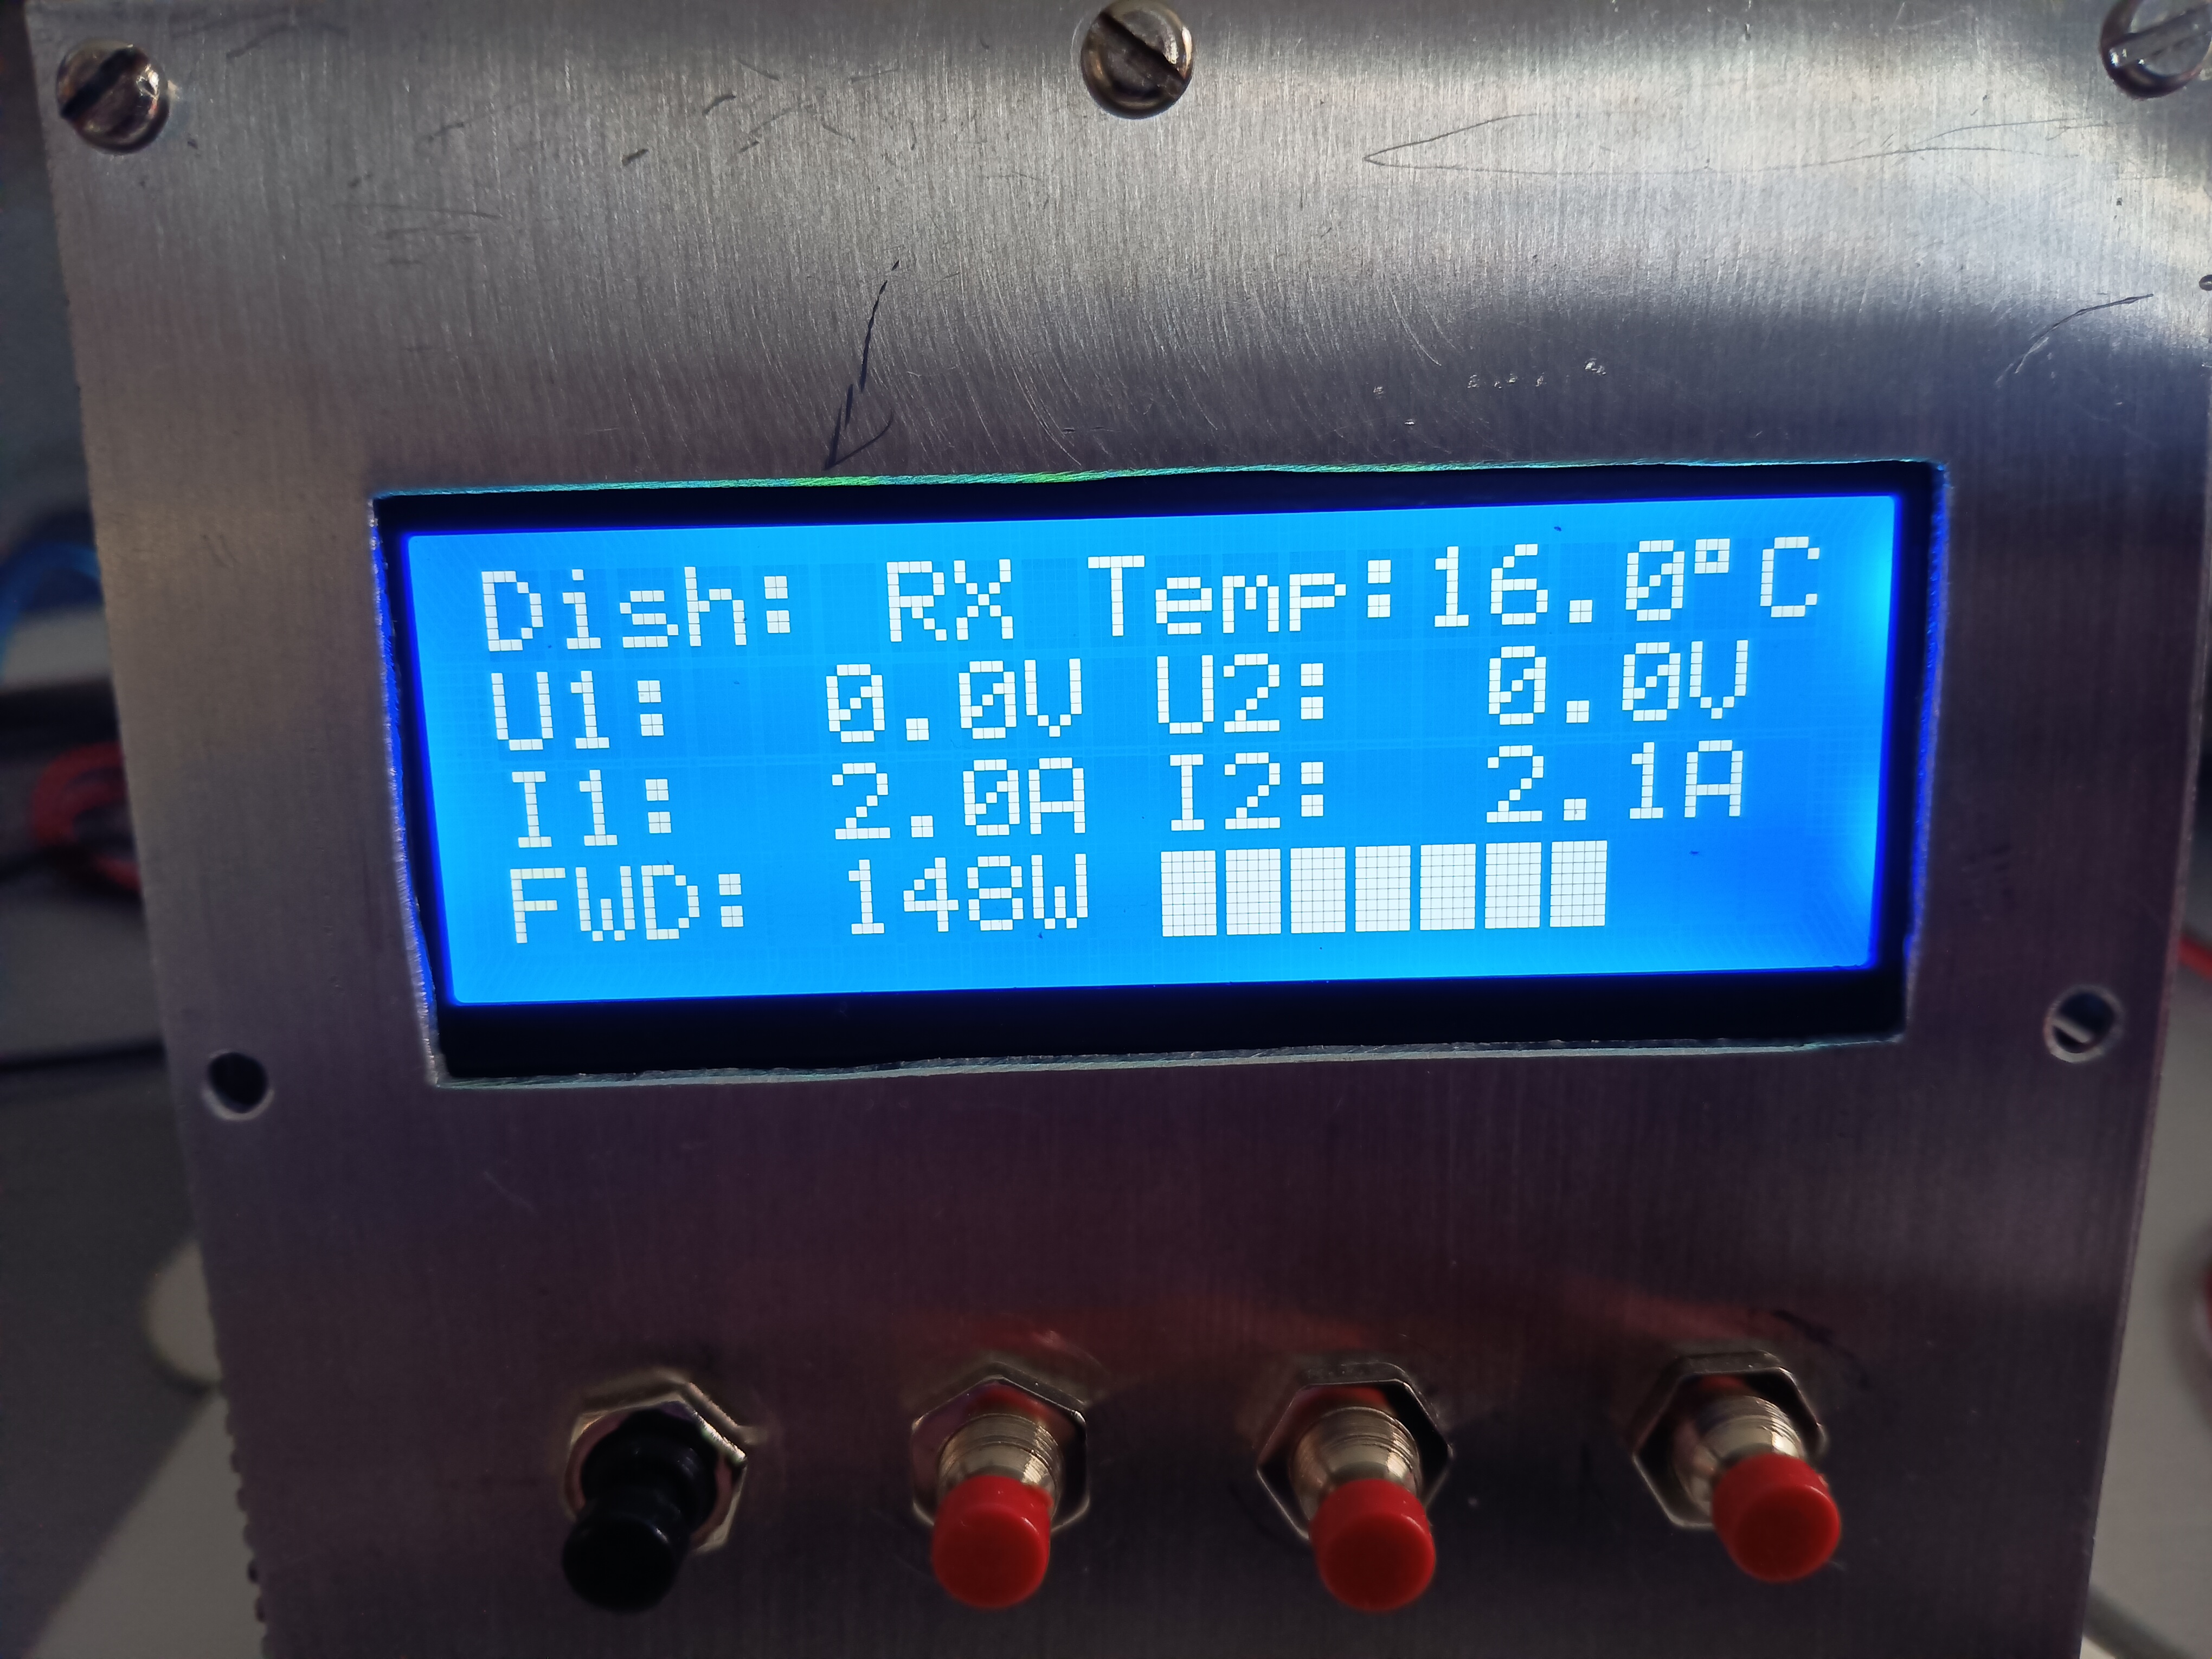 Dish: RX Temp:16.0°C
U1: 0.0V U2: 0.0V
I1: 2.0A I2: 2.1A
FWD: 148W